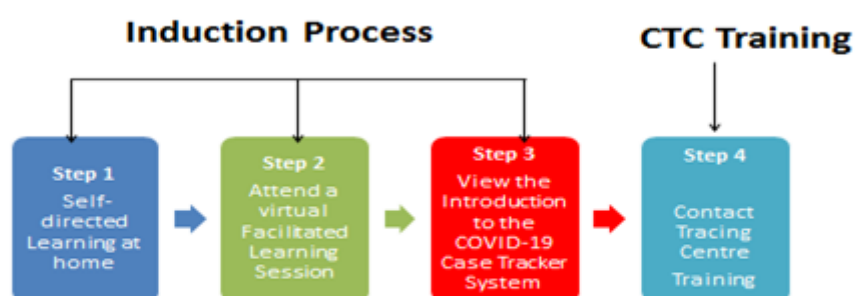 Induction Process
CTC Training
Step 1
Self-
directed
Learning at
home
Step 2
Attend a
virtual
Facilitated
Learning
Session
Step 3
View the
Introduction
to the
COVID-19
Case Tracker
System
Step 4
Contact
Tracing
Centre
Training